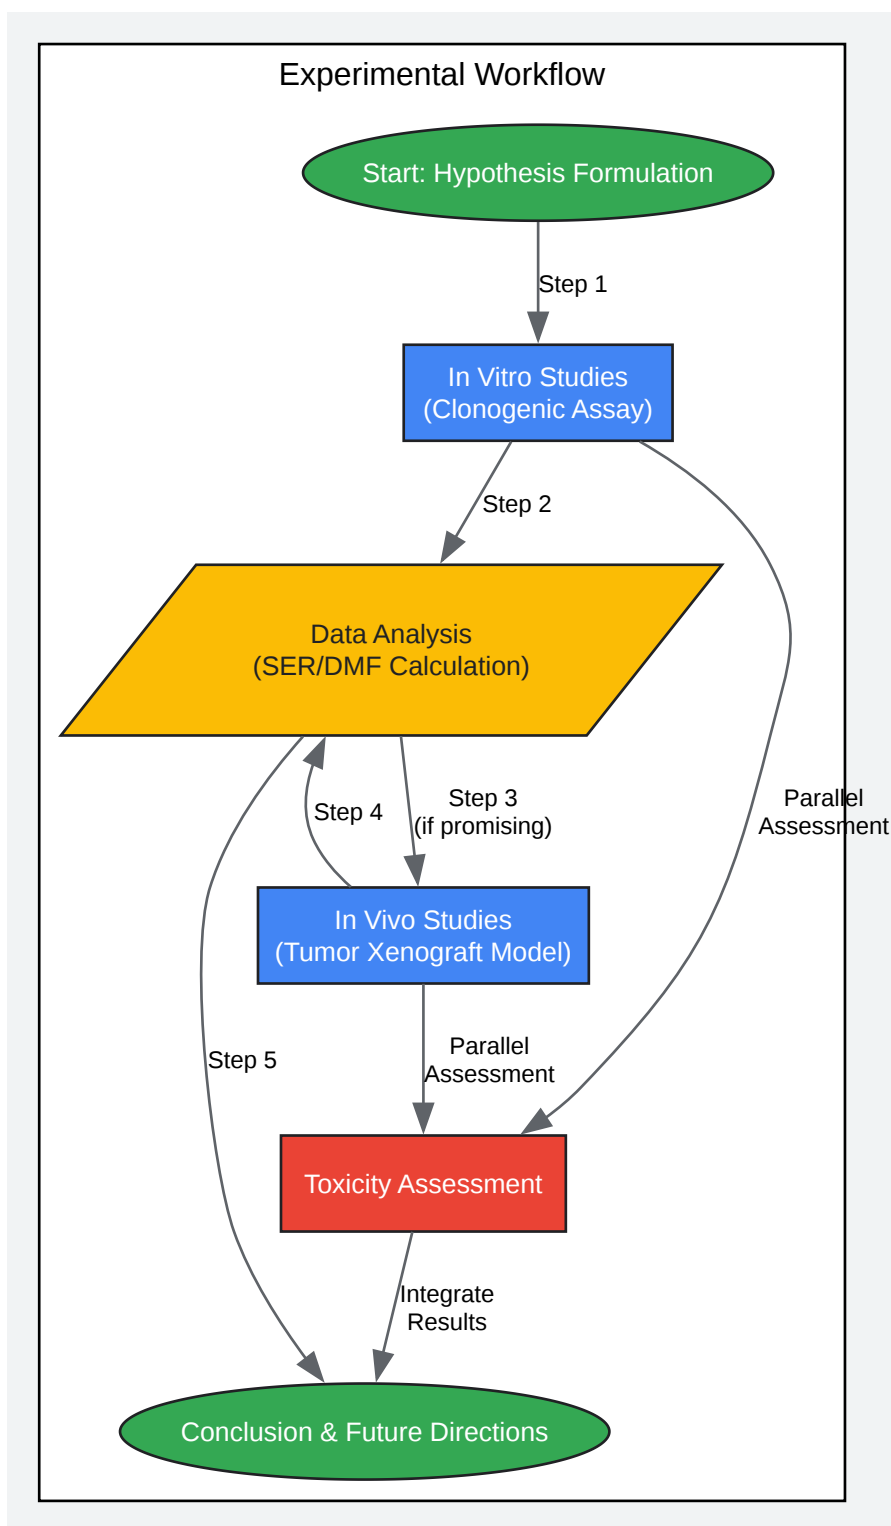 Experimental Workflow
Start: Hypothesis Formulation
Step 1
In Vitro Studies
(Clonogenic Assay)
Step 2
Data Analysis
(SER/DMF Calculation)
Step 4
Step 3
(if promising)
Parallel
Assessment
In Vivo Studies
(Tumor Xenograft Model)
Step 5
Parallel
Assessment
Toxicity Assessment
Integrate
Results
Conclusion & Future Directions